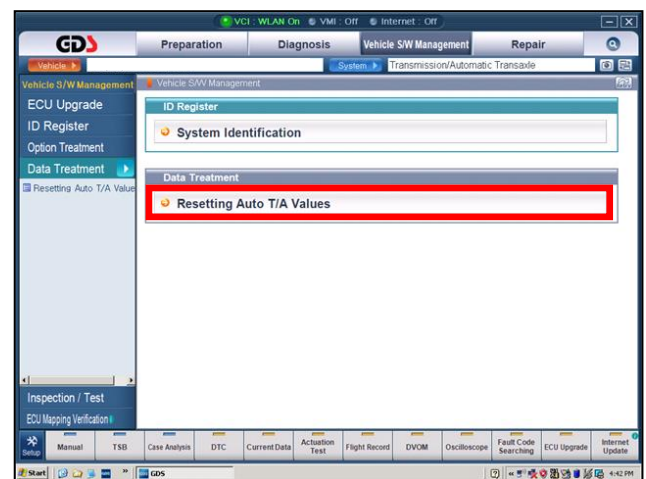 VCI : WLAN On VMI : Off Internet : Off
GDS Preparation Diagnosis Vehicle S/W Management Repair
Vehicle System Transmission/Automatic Transaxle
Vehicle S/W Management
Vehicle S/W Management
ECU Upgrade
ID Register
Option Treatment
Data Treatment
Resetting Auto T/A Value
ID Register
System Identification
Data Treatment
Resetting Auto T/A Values
Inspection / Test
ECU Mapping Verification
Setup Manual TSB Case Analysis DTC Current Data Actuation Test Flight Record DVOM Oscilloscope Fault Code Searching ECU Upgrade Internet Update
Start GDS 4:42 PM